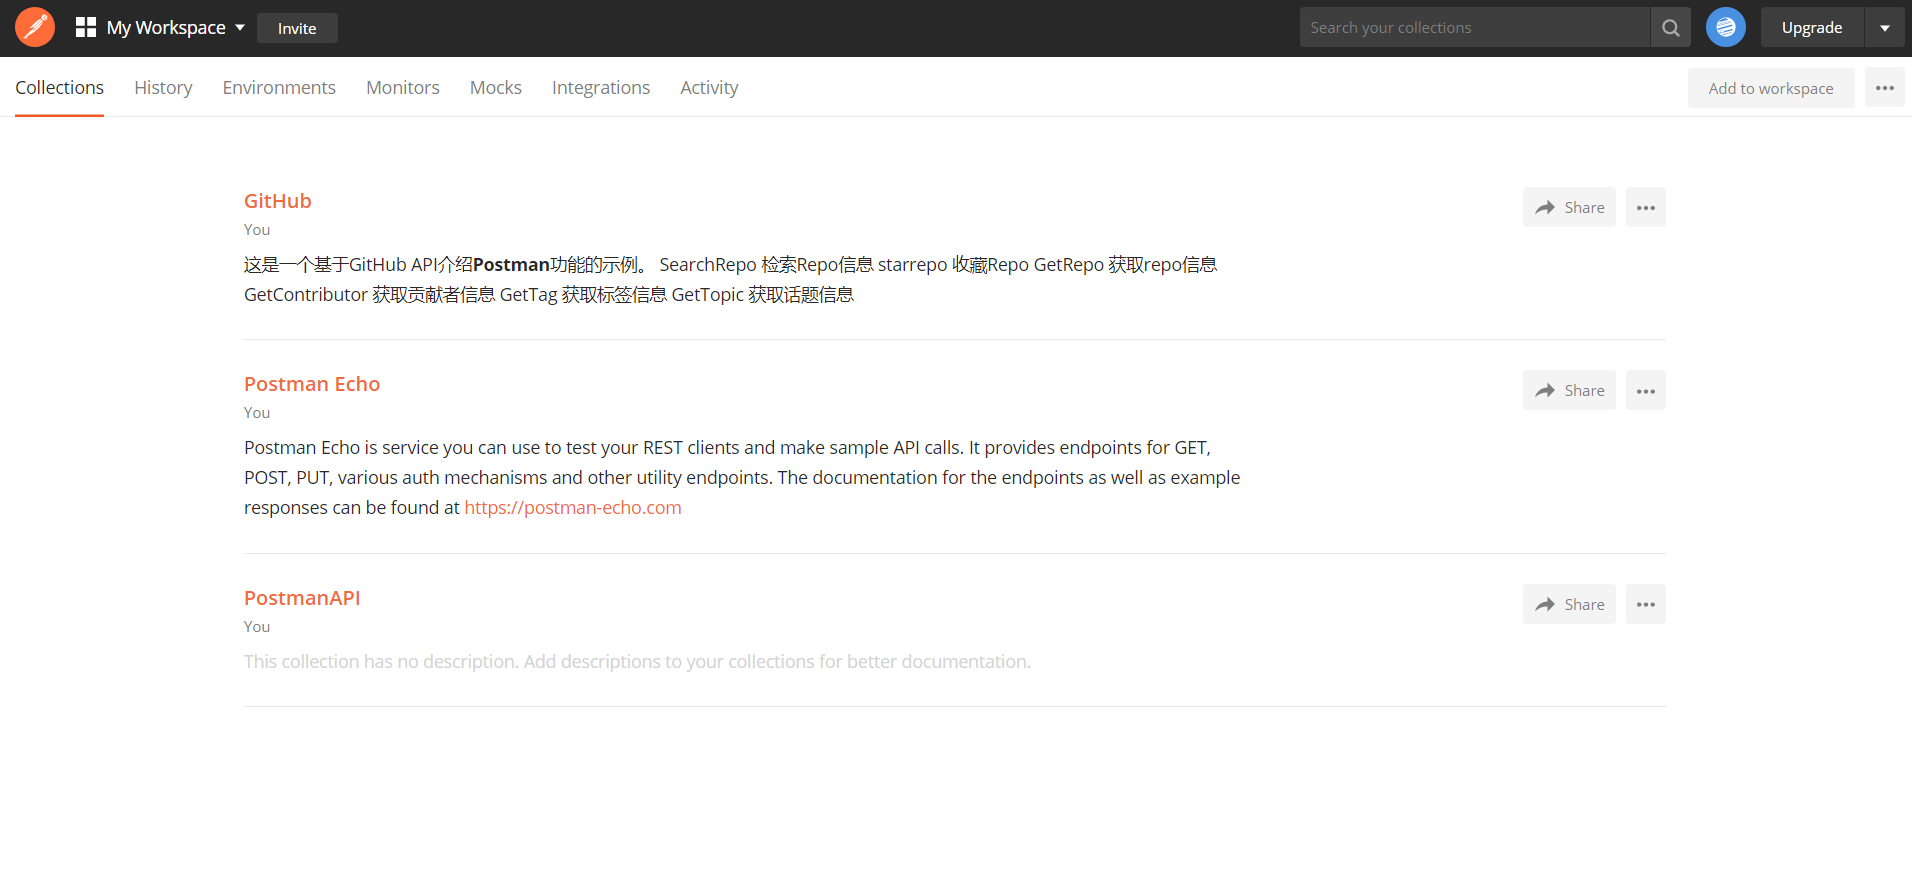 My Workspace
Invite
Search your collections
Upgrade
Collections
History
Environments
Monitors
Mocks
Integrations
Activity
Add to workspace
GitHub
Share
You
这是一个基于GitHub API介绍Postman功能的示例。 SearchRepo 检索Repo信息 starrepo 收藏Repo GetRepo 获取repo信息
GetContributor 获取贡献者信息 GetTag 获取标签信息 GetTopic 获取话题信息
Postman Echo
Share
You
Postman Echo is service you can use to test your REST clients and make sample API calls. It provides endpoints for GET,
POST, PUT, various auth mechanisms and other utility endpoints. The documentation for the endpoints as well as example
responses can be found at https://postman-echo.com
PostmanAPI
Share
You
This collection has no description. Add descriptions to your collections for better documentation.